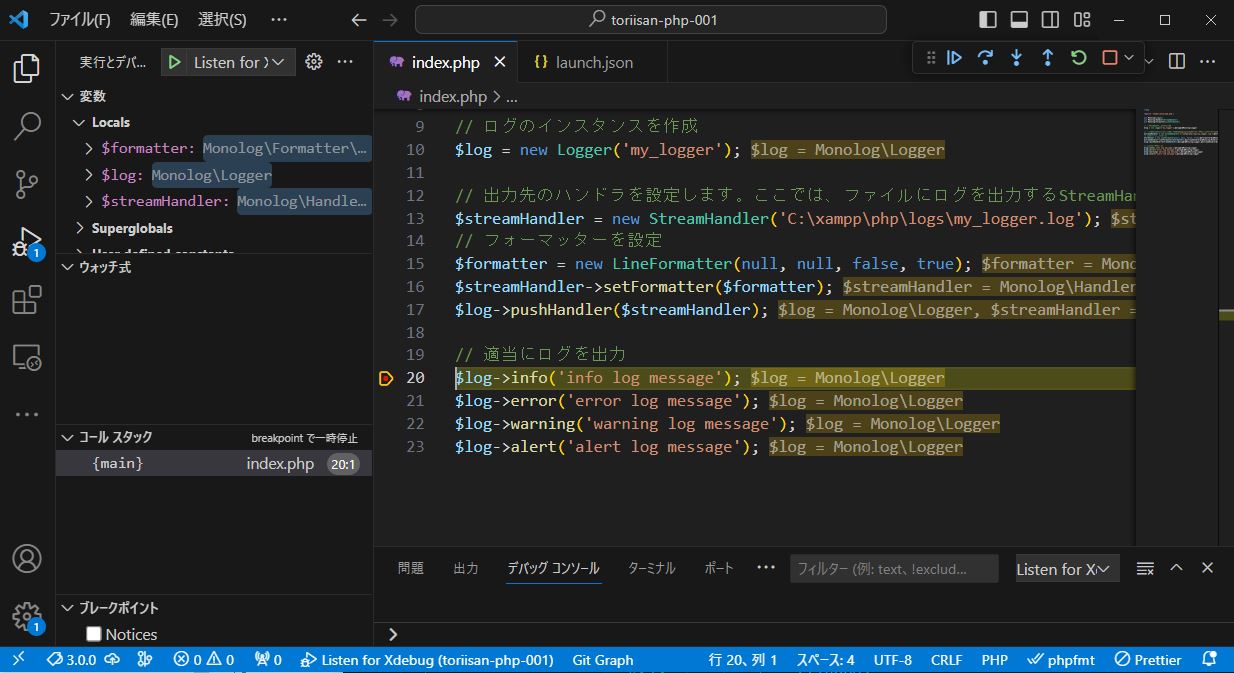 ファイル(F) 編集(E) 選択(S) … toriisan-php-001
実行とデバ… Listen for X
変数
Locals
$formatter: Monolog\Formatter\…
$log: Monolog\Logger
$streamHandler: Monolog\Handle…
Superglobals
User defined constants
ウォッチ式
コール スタック breakpoint で一時停止
{main} index.php 20:1
ブレークポイント
Notices
index.php launch.json
index.php > ...
9 // ログのインスタンスを作成
10 $log = new Logger('my_logger'); $log = Monolog\Logger
11
12 // 出力先のハンドラを設定します。ここでは、ファイルにログを出力するStreamHan
13 $streamHandler = new StreamHandler('C:\xampp\php\logs\my_logger.log'); $st
14 // フォーマッターを設定
15 $formatter = new LineFormatter(null, null, false, true); $formatter = Mono
16 $streamHandler->setFormatter($formatter); $streamHandler = Monolog\Handler
17 $log->pushHandler($streamHandler); $log = Monolog\Logger, $streamHandler =
18
19 // 適当にログを出力
20 $log->info('info log message'); $log = Monolog\Logger
21 $log->error('error log message'); $log = Monolog\Logger
22 $log->warning('warning log message'); $log = Monolog\Logger
23 $log->alert('alert log message'); $log = Monolog\Logger
問題 出力 デバッグ コンソール ターミナル ポート … フィルター (例: text、!exclud… Listen for X
3.0.0 0 0 0 Listen for Xdebug (toriisan-php-001) Git Graph 行 20、列 1 スペース: 4 UTF-8 CRLF PHP phpfmt Prettier